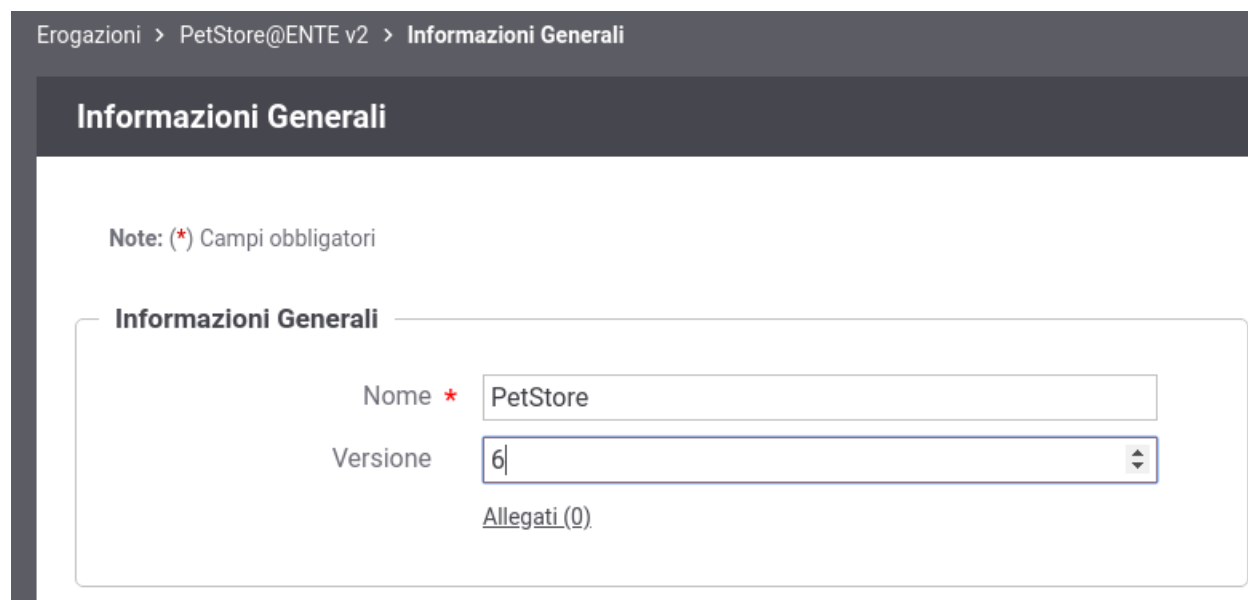 Erogazioni > PetStore@ENTE v2 > Informazioni Generali
Informazioni Generali
Note: (*) Campi obbligatori
Informazioni Generali
Nome * PetStore
Versione 6
Allegati (0)